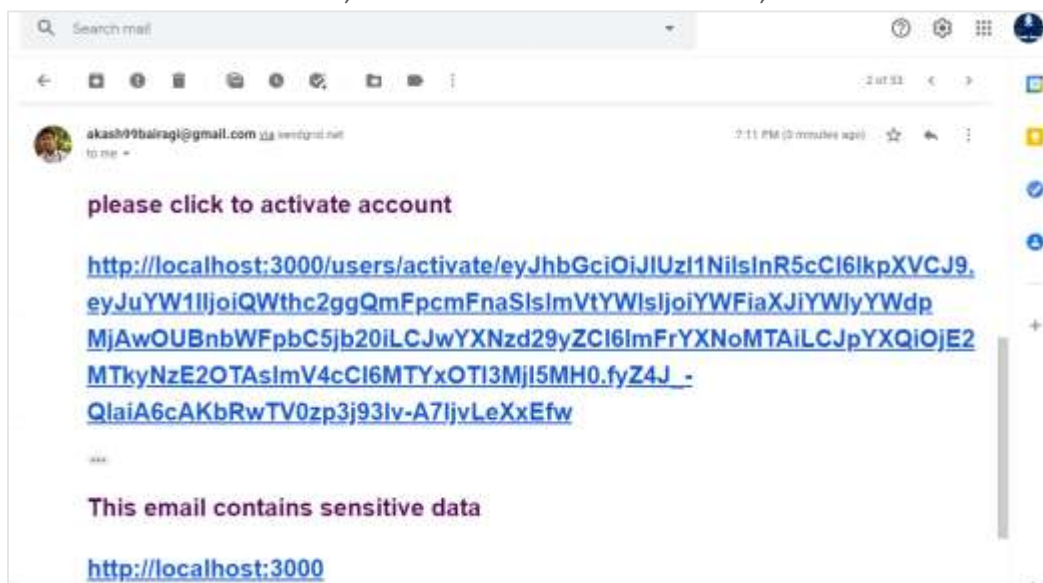 Search mail
2 of 53
akash99bairagi@gmail.com via sendgrid.net
7:11 PM (0 minutes ago)
to me
please click to activate account
http://localhost:3000/users/activate/eyJhbGciOiJIUzI1NiIsInR5cCI6IkpXVCJ9.
eyJuYW1lIjoiQWthc2ggQmFpcmFnaSIsImVtYWlsIjoiYWFiaXJiYWlyYWdp
MjAwOUBnbWFpbC5jb20iLCJwYXNzd29yZCI6ImFrYXNoMTAiLCJpYXQiOjE2
MTkyNzE2OTAsImV4cCI6MTYxOTI3MjI5MH0.fyZ4J_-
QlaiA6cAKbRwTV0zp3j93Iv-A7ljvLeXxEfw
This email contains sensitive data
http://localhost:3000